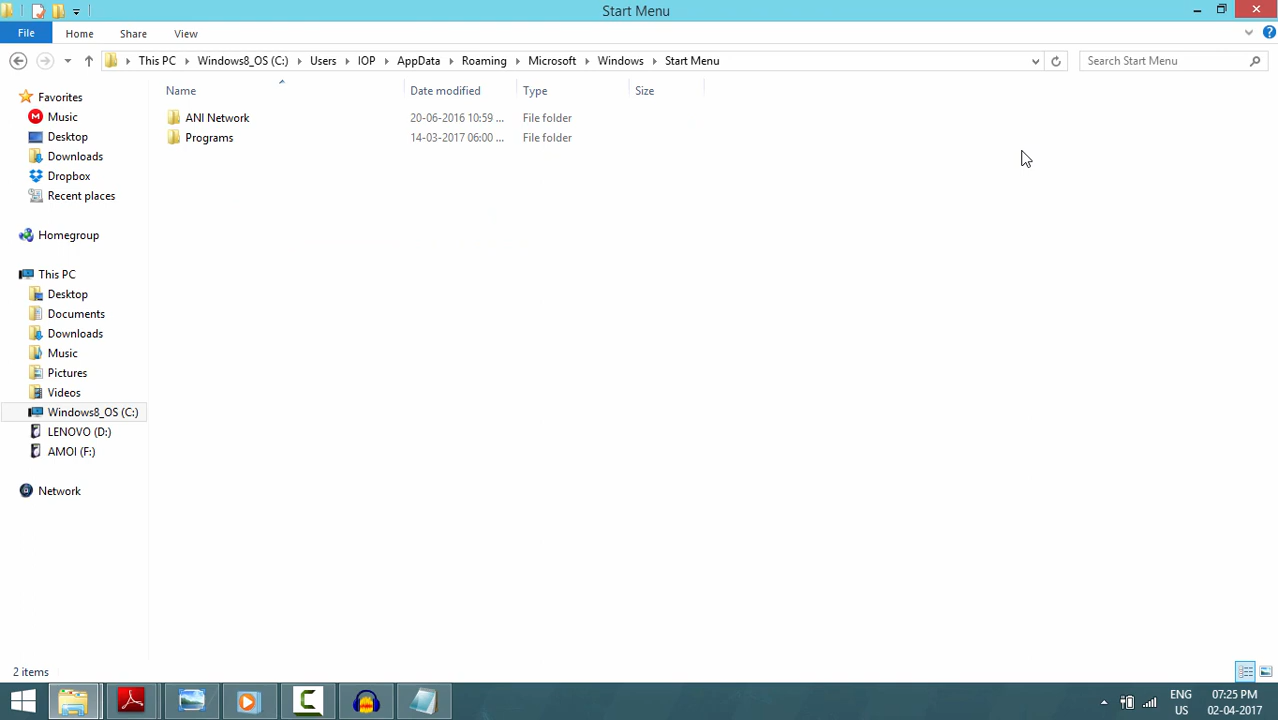 Start Menu
File Home Share View
This PC Windows8_OS (C:) Users IOP AppData Roaming Microsoft Windows Start Menu Search Start Menu
Name Date modified Type Size
ANI Network 20-06-2016 10:59 ... File folder
Programs 14-03-2017 06:00 ... File folder
Favorites
Music
Desktop
Downloads
Dropbox
Recent places
Homegroup
This PC
Desktop
Documents
Downloads
Music
Pictures
Videos
Windows8_OS (C:)
LENOVO (D:)
AMOI (F:)
Network
2 items
ENG 07:25 PM
US 02-04-2017